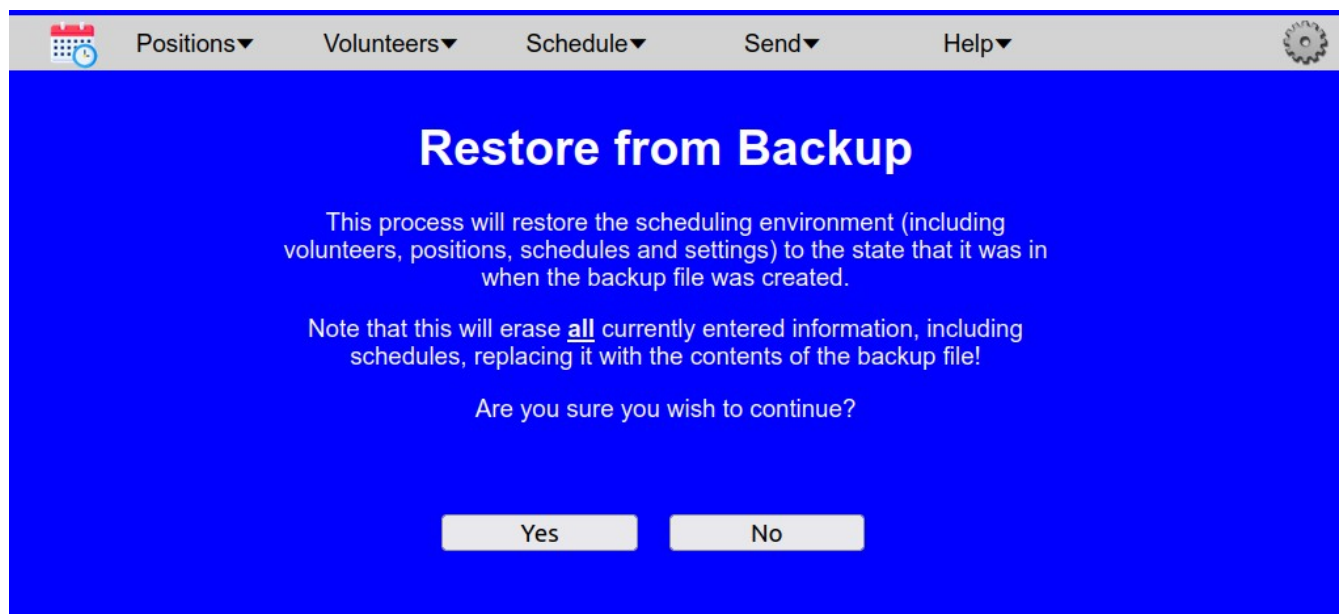 Positions▼ Volunteers▼ Schedule▼ Send▼ Help▼
Restore from Backup
This process will restore the scheduling environment (including
volunteers, positions, schedules and settings) to the state that it was in
when the backup file was created.
Note that this will erase all currently entered information, including
schedules, replacing it with the contents of the backup file!
Are you sure you wish to continue?
Yes No